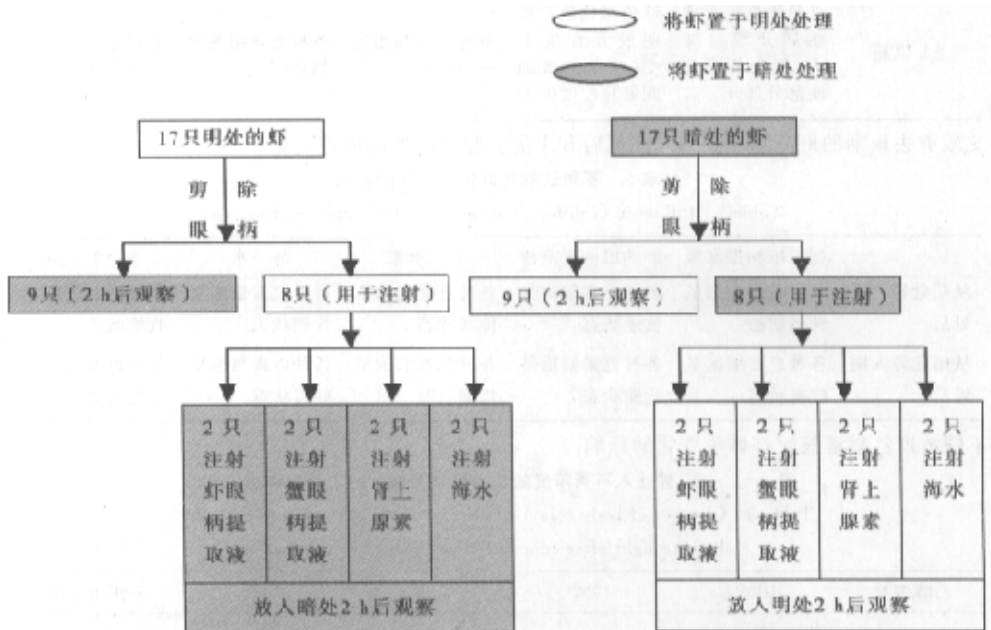 将虾置于明处处理
将虾置于暗处处理
17只明处的虾
17只暗处的虾
剪 除
眼 柄
剪 除
眼 柄
9只（2 h后观察）
8只（用于注射）
9只（2 h后观察）
8只（用于注射）
2 只
注射
虾眼
柄提
取液
2 只
注射
蟹眼
柄提
取液
2 只
注射
肾上
腺素
2 只
注射
海水
放入暗处2 h后观察
2 只
注射
虾眼
柄提
取液
2 只
注射
蟹眼
柄提
取液
2 只
注射
肾上
腺素
2 只
注射
海水
放入明处2 h后观察